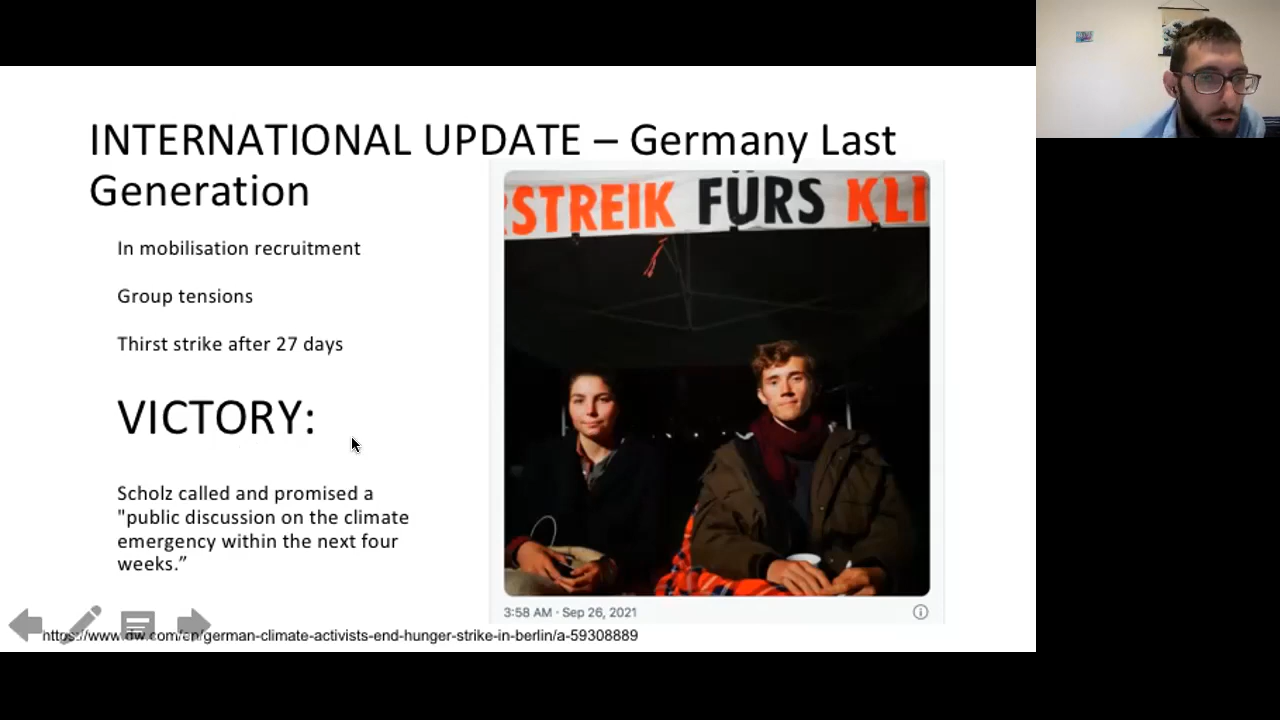 INTERNATIONAL UPDATE – Germany Last
Generation
STREIK FÜRS KLI
In mobilisation recruitment
Group tensions
Thirst strike after 27 days
VICTORY:
Scholz called and promised a
"public discussion on the climate
emergency within the next four
weeks.”
3:58 AM · Sep 26, 2021
https://www.dw.com/en/german-climate-activists-end-hunger-strike-in-berlin/a-59308889